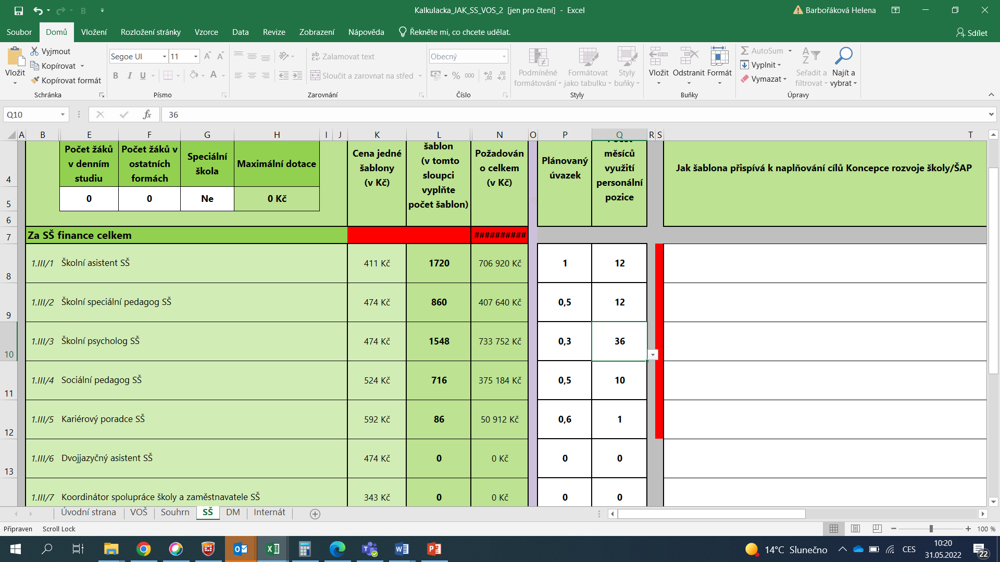 Kalkulacka_JAK_SS_VOS_2  [jen pro čtení]  -  Excel
Barbořáková Helena
Soubor
Domů
Vložení
Rozložení stránky
Vzorce
Data
Revize
Zobrazení
Nápověda
Řekněte mi, co chcete udělat.
Sdílet
Vložit
Vyjmout
Kopírovat
Kopírovat formát
Schránka
Segoe UI
11
B
I
U
A
Písmo
Zalamovat text
Sloučit a zarovnat na střed
Zarovnání
Obecný
%
000
Číslo
Podmíněné
formátování
Formátovat
jako tabulku
Styly
buňky
Styly
Vložit
Odstranit
Formát
Buňky
AutoSum
Vyplnit
Vymazat
Seřadit a
filtrovat
Najít a
vybrat
Úpravy
Q10
fx
36
A B E F G H I J K L N O P Q R S T
4
Počet žáků
v denním
studiu
Počet žáků v
ostatních
formách
Speciální
škola
Maximální dotace
Cena jedné
šablony
(v Kč)
šablon
(v tomto
sloupci
vyplňte
počet šablon)
Požadován
o celkem
(v Kč)
Plánovaný
úvazek
měsíců
využití
personální
pozice
Jak šablona přispívá k naplňování cílů Koncepce rozvoje školy/ŠAP
5
0 0 Ne 0 Kč
6
7 Za SŠ finance celkem ##########
8 1.III/1 Školní asistent SŠ 411 Kč 1720 706 920 Kč 1 12
9 1.III/2 Školní speciální pedagog SŠ 474 Kč 860 407 640 Kč 0,5 12
10 1.III/3 Školní psycholog SŠ 474 Kč 1548 733 752 Kč 0,3 36
11 1.III/4 Sociální pedagog SŠ 524 Kč 716 375 184 Kč 0,5 10
12 1.III/5 Kariérový poradce SŠ 592 Kč 86 50 912 Kč 0,6 1
13 1.III/6 Dvojjazyčný asistent SŠ 474 Kč 0 0 Kč 0 0
1.III/7 Koordinátor spolupráce školy a zaměstnavatele SŠ 343 Kč 0 0 Kč 0 0
Úvodní strana
VOŠ
Souhrn
SŠ
DM
Internát
Připraven
Scroll Lock
100 %
14°C  Slunečno
CES
10:20
31.05.2022
22